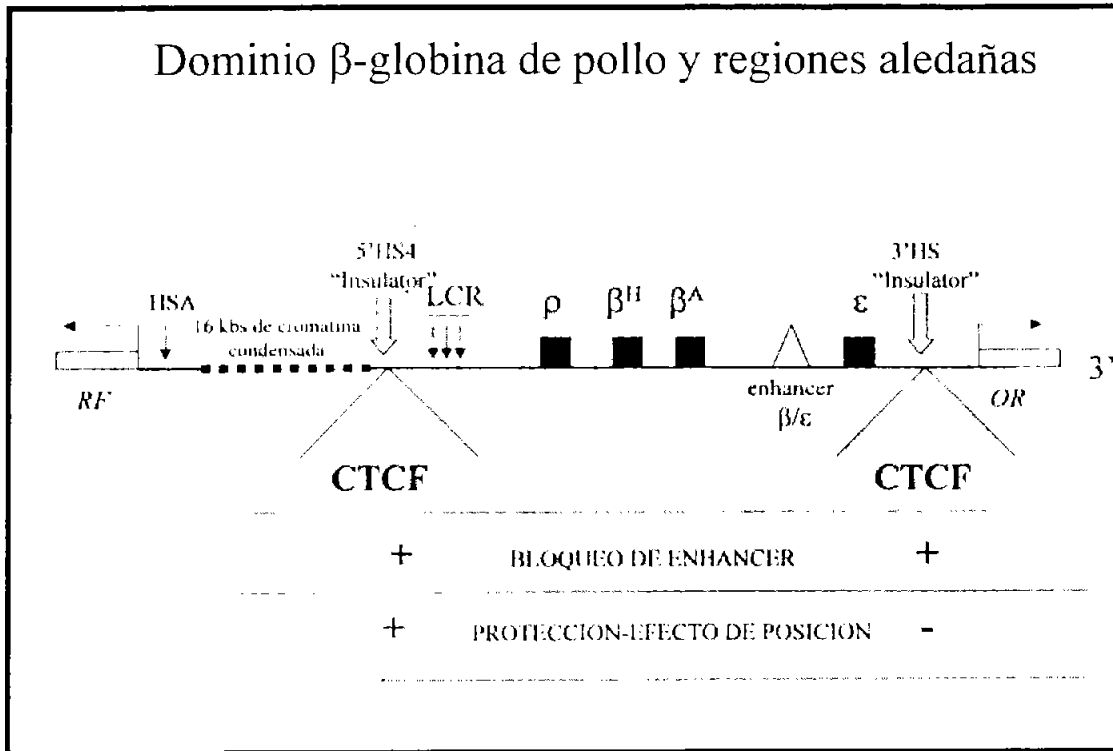 Dominio β-globina de pollo y regiones aledañas
5'HS4
"Insulator"
3'HS
"Insulator"
HSA
16 kbs de cromatina
condensada
LCR
ρ
β^H
β^A
ε
enhancer
β/ε
RF
OR
3'
CTCF
CTCF
+ BLOQUEO DE ENHANCER +
+ PROTECCION-EFECTO DE POSICION -